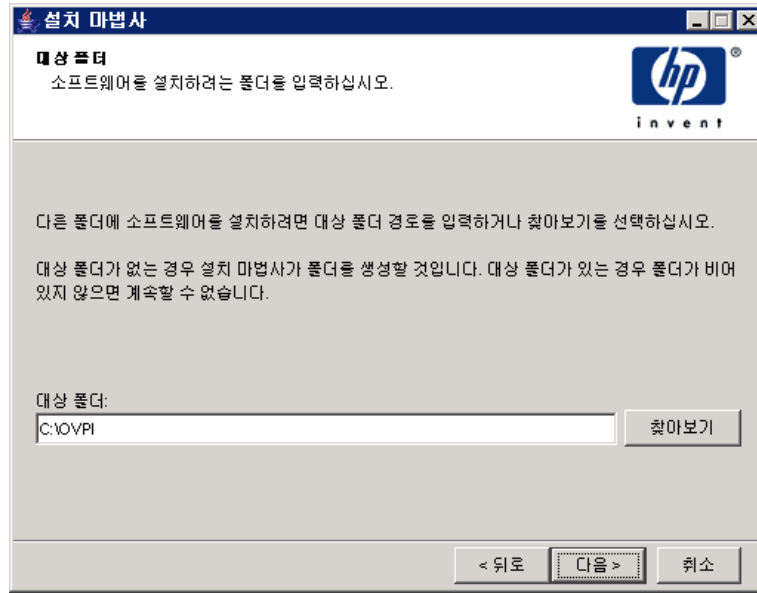 설치 마법사
대상 폴더
소프트웨어를 설치하려는 폴더를 입력하십시오.
hp
®
invent
다른 폴더에 소프트웨어를 설치하려면 대상 폴더 경로를 입력하거나 찾아보기를 선택하십시오.
대상 폴더가 없는 경우 설치 마법사가 폴더를 생성할 것입니다. 대상 폴더가 있는 경우 폴더가 비어
있지 않으면 계속할 수 없습니다.
대상 폴더:
C:\OVPI
찾아보기
< 뒤로
다음 >
취소